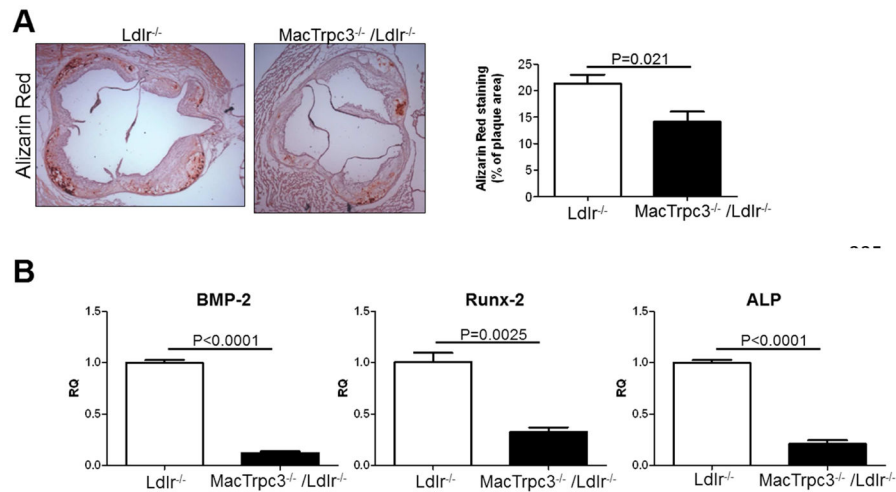 A
Ldlr-/-
MacTrpc3-/- /Ldlr-/-
Alizarin Red
Alizarin Red staining
(% of plaque area)
25
20
15
10
5
0
P=0.021
Ldlr-/-
MacTrpc3-/- /Ldlr-/-
B
BMP-2
RQ
1.5
1.0
0.5
0.0
P<0.0001
Ldlr-/-
MacTrpc3-/- /Ldlr-/-
Runx-2
RQ
1.5
1.0
0.5
0.0
P=0.0025
Ldlr-/-
MacTrpc3-/- /Ldlr-/-
ALP
RQ
1.5
1.0
0.5
0.0
P<0.0001
Ldlr-/-
MacTrpc3-/- /Ldlr-/-